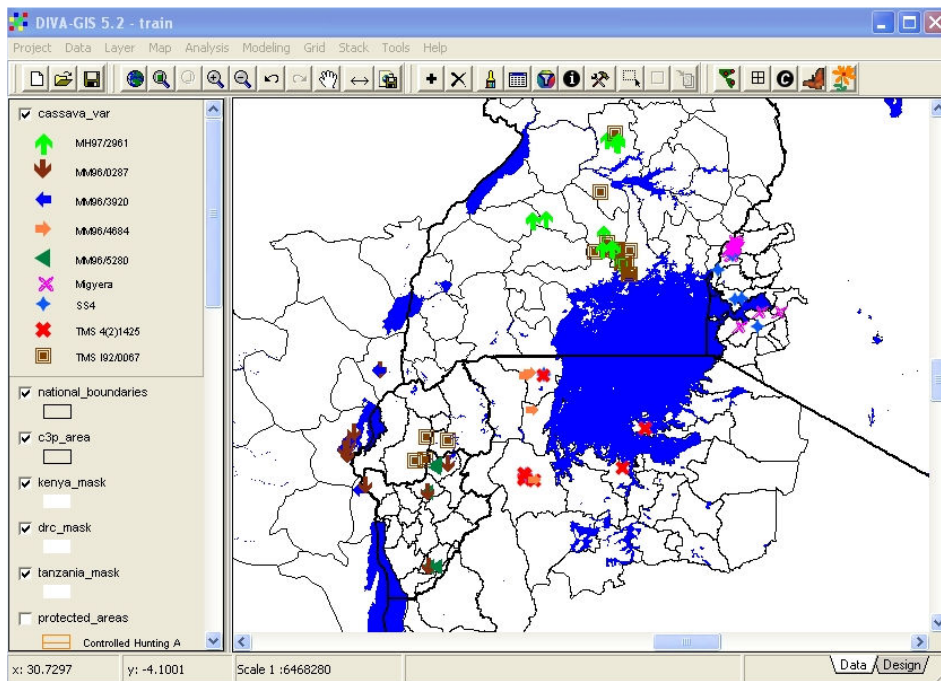 DIVA-GIS 5.2 - train
Project Data Layer Map Analysis Modeling Grid Stack Tools Help
cassava_var
MH97/2961
MM96/0287
MM96/3920
MM96/4684
MM96/5280
Migyera
SS4
TMS 4(2)1425
TMS I92/0067
national_boundaries
c3p_area
kenya_mask
drc_mask
tanzania_mask
protected_areas
Controlled Hunting A
x: 30.7297 y: -4.1001 Scale 1 :6468280 Data Design